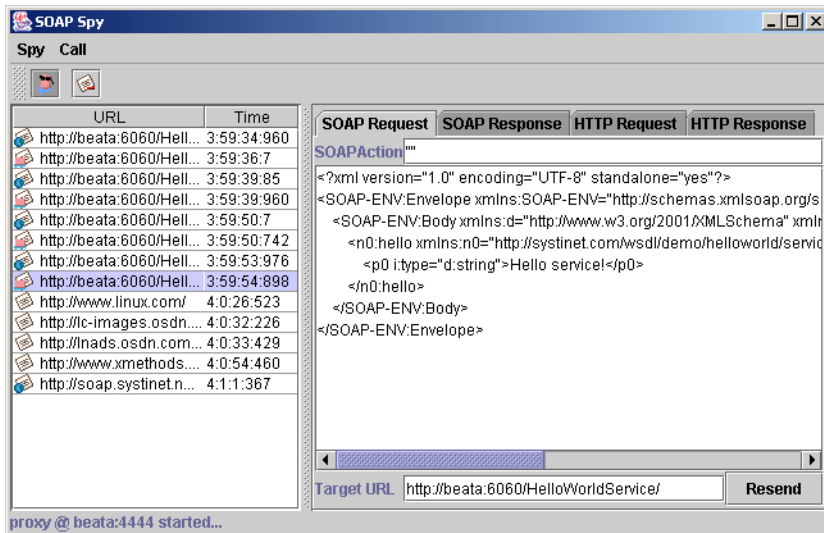 SOAP Spy
Spy Call
URL Time
http://beata:6060/Hell... 3:59:34:960
http://beata:6060/Hell... 3:59:36:7
http://beata:6060/Hell... 3:59:39:85
http://beata:6060/Hell... 3:59:39:960
http://beata:6060/Hell... 3:59:50:7
http://beata:6060/Hell... 3:59:50:742
http://beata:6060/Hell... 3:59:53:976
http://beata:6060/Hell... 3:59:54:898
http://www.linux.com/ 4:0:26:523
http://lc-images.osdn.... 4:0:32:226
http://lnads.osdn.com... 4:0:33:429
http://www.xmethods.... 4:0:54:460
http://soap.systinet.n... 4:1:1:367
SOAP Request SOAP Response HTTP Request HTTP Response
SOAPAction ""
<?xml version="1.0" encoding="UTF-8" standalone="yes"?>
<SOAP-ENV:Envelope xmlns:SOAP-ENV="http://schemas.xmlsoap.org/s
<SOAP-ENV:Body xmlns:d="http://www.w3.org/2001/XMLSchema" xmln
<n0:hello xmlns:n0="http://systinet.com/wsdl/demo/helloworld/servic
<p0 i:type="d:string">Hello service!</p0>
</n0:hello>
</SOAP-ENV:Body>
</SOAP-ENV:Envelope>
Target URL http://beata:6060/HelloWorldService/ Resend
proxy @ beata:4444 started...